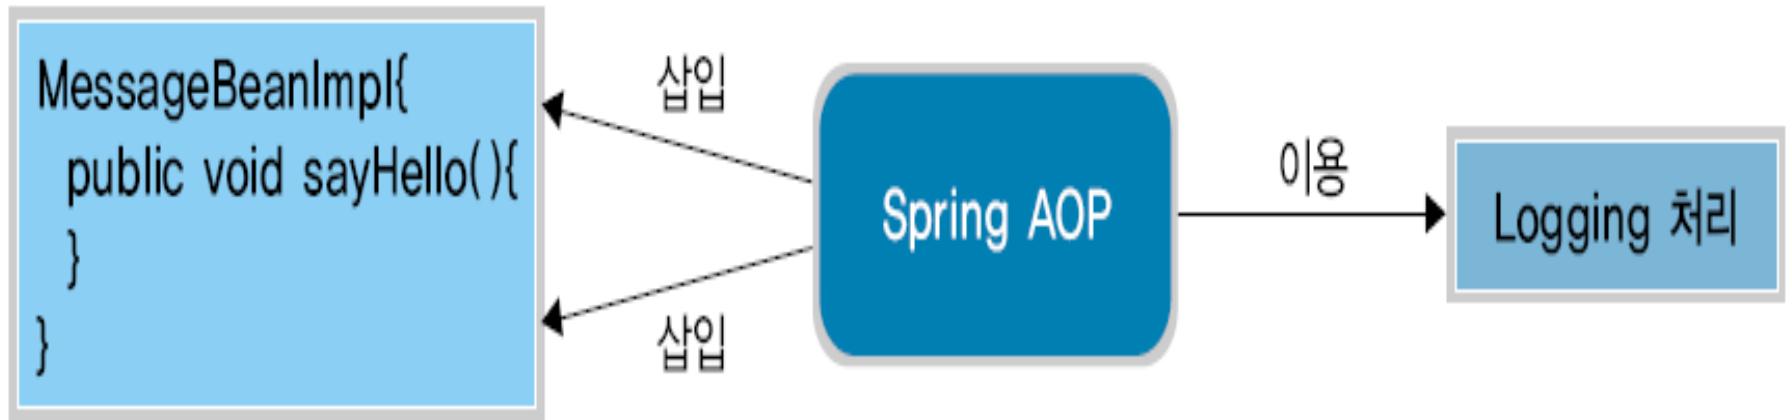 MessageBeanImpl{
public void sayHello(){
}
}
삽입
삽입
Spring AOP
이용
Logging 처리